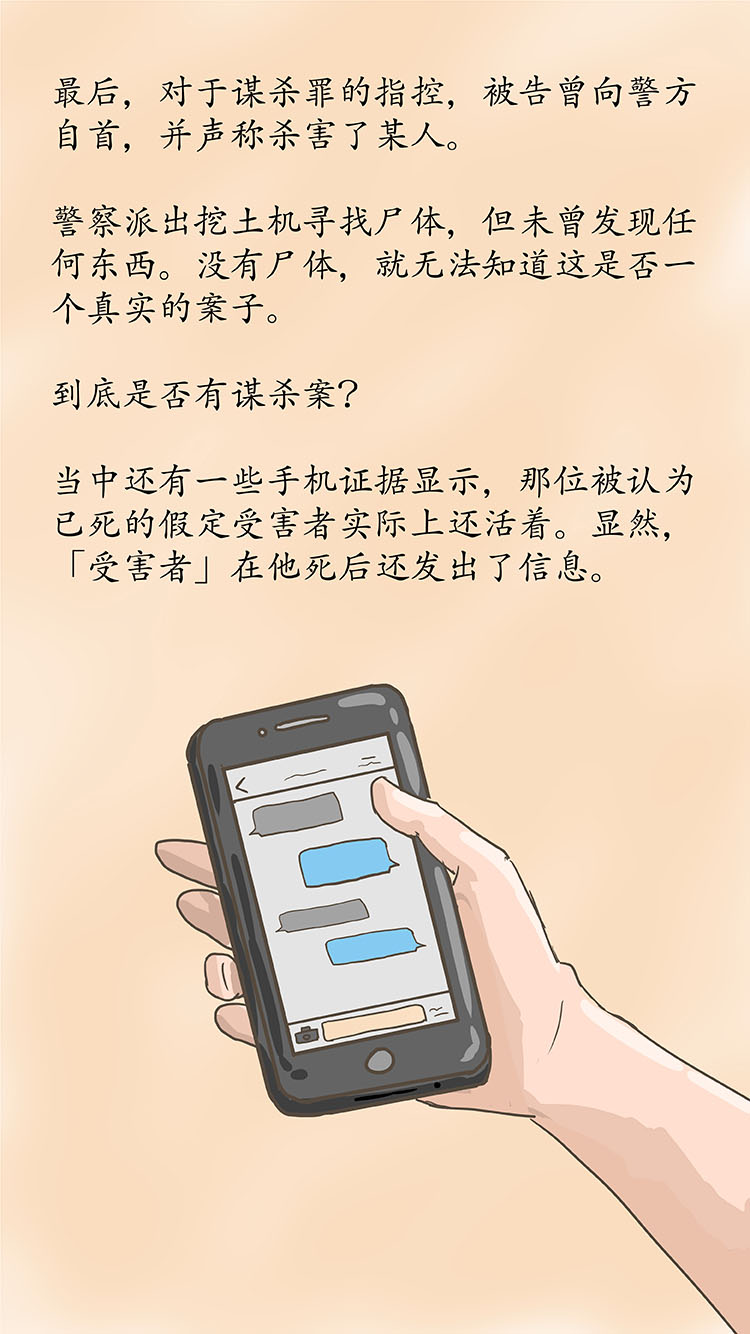 最后，对于谋杀罪的指控，被告曾向警方
自首，并声称杀害了某人。
警察派出挖土机寻找尸体，但未曾发现任
何东西。没有尸体，就无法知道这是否一
个真实的案子。
到底是否有谋杀案？
当中还有一些手机证据显示，那位被认为
已死的假定受害者实际上还活着。显然，
「受害者」在他死后还发出了信息。